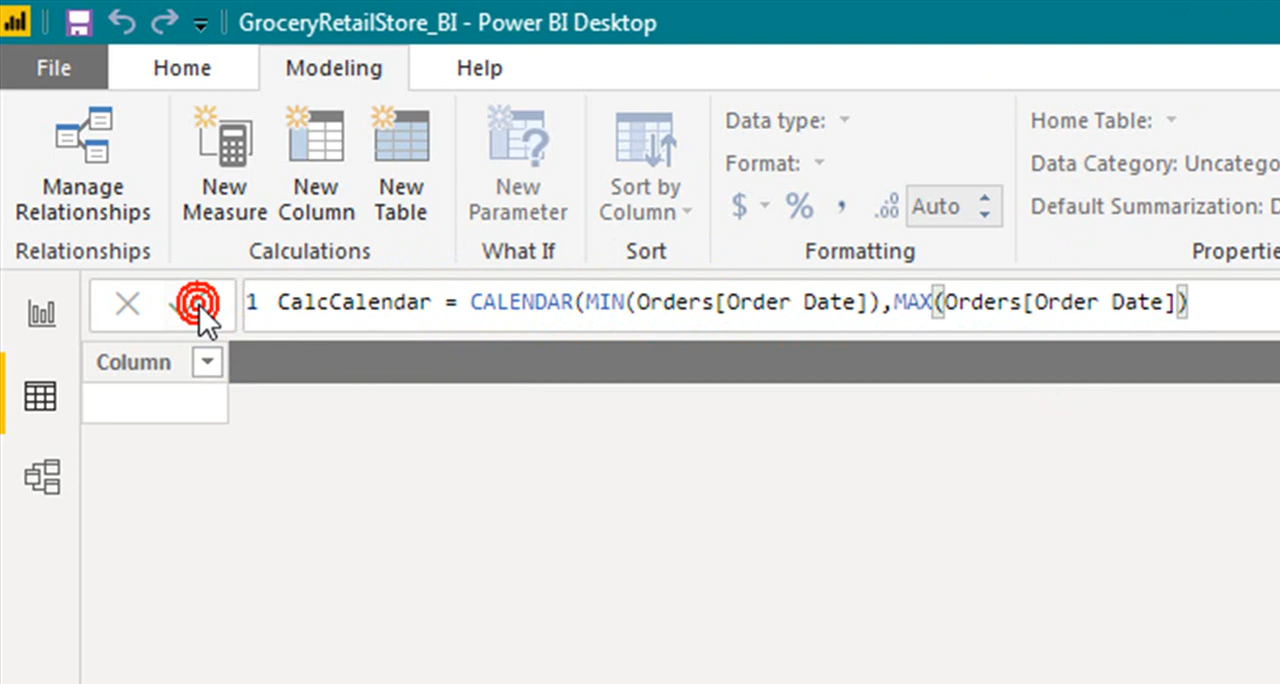 GroceryRetailStore_BI - Power BI Desktop
File Home Modeling Help
Manage Relationships
New Measure
New Column
New Table
New Parameter
Sort by Column
Data type:
Format:
$ % , .00 Auto
Home Table:
Data Category: Uncatego
Default Summarization: D
Relationships Calculations What If Sort Formatting Propertie
1 CalcCalendar = CALENDAR(MIN(Orders[Order Date]),MAX(Orders[Order Date])
Column